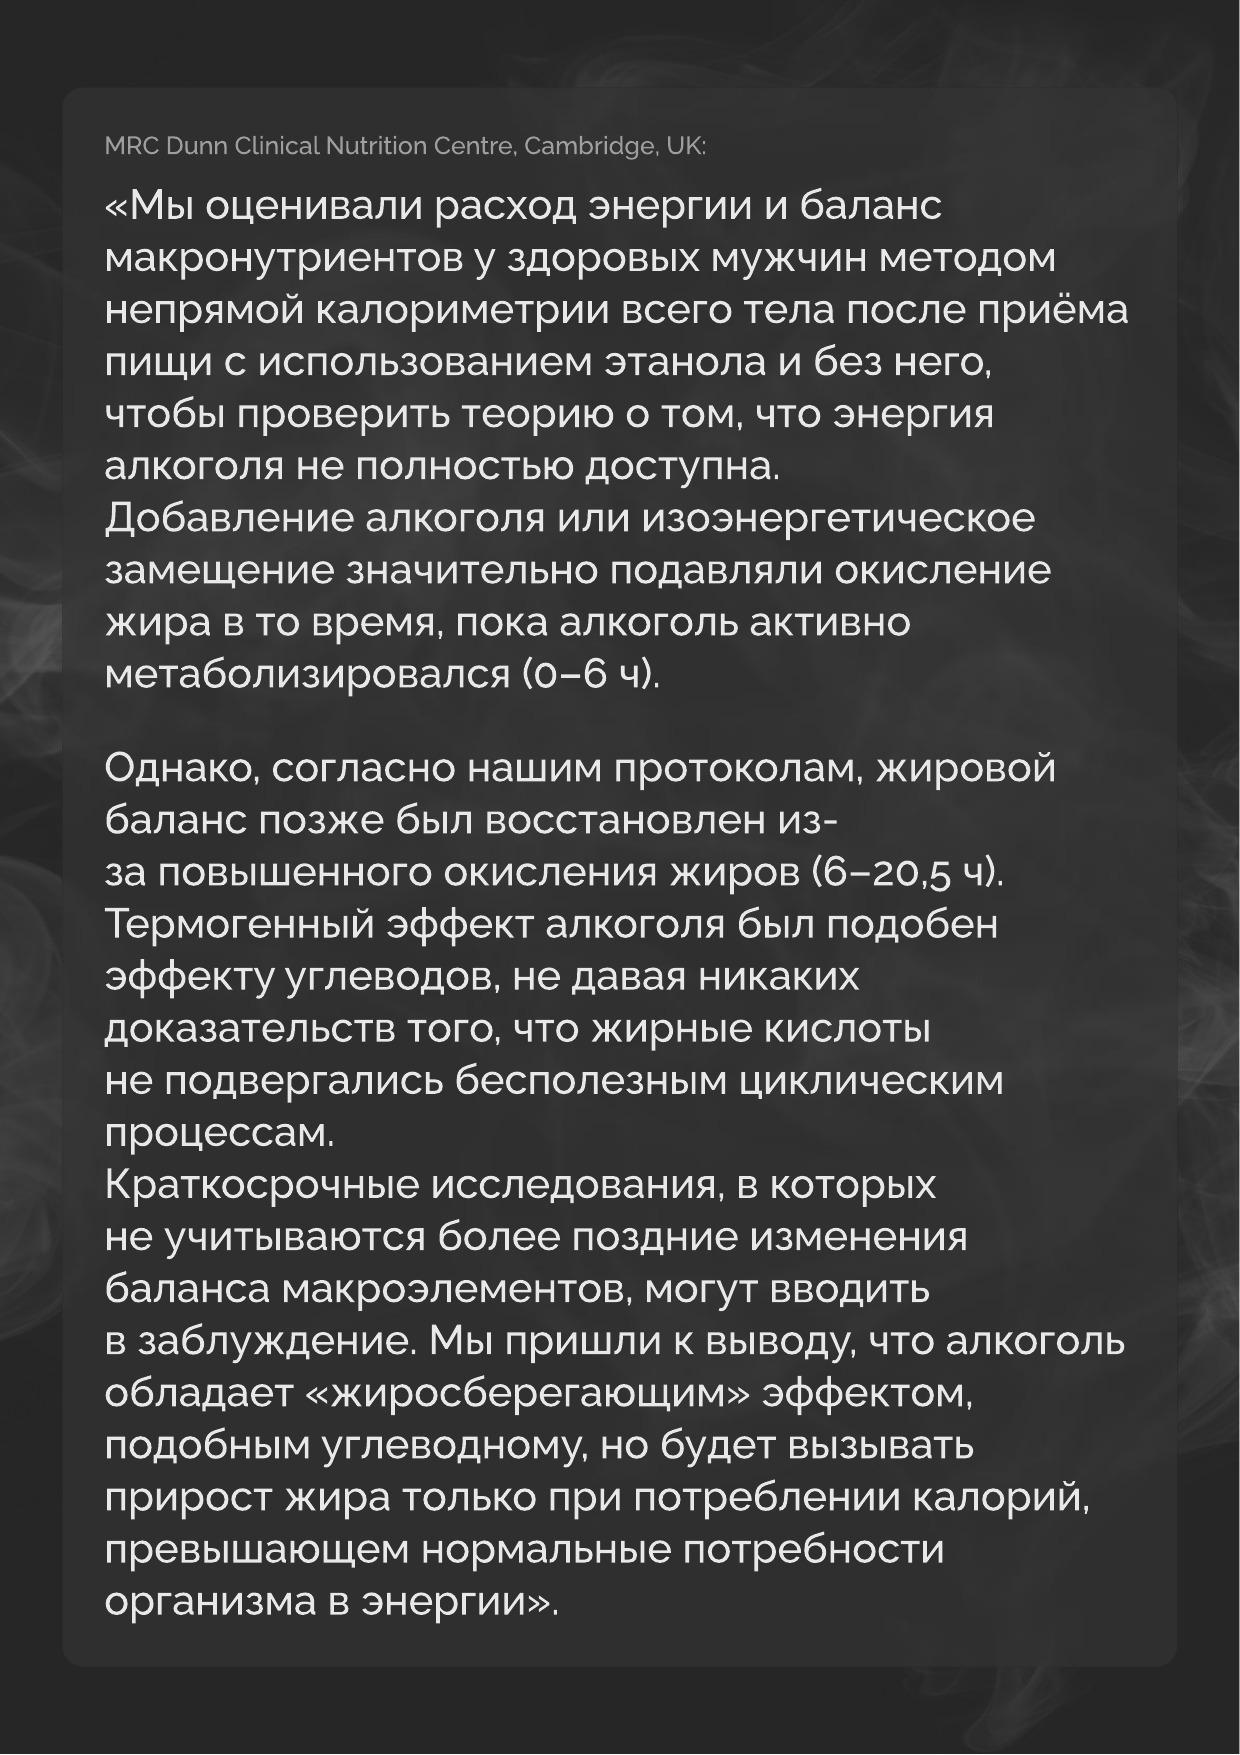 MRC Dunn Clinical Nutrition Centre, Cambridge, UK:
«Мы оценивали расход энергии и баланс
макронутриентов у здоровых мужчин методом
непрямой калориметрии всего тела после приёма
пищи с использованием этанола и без него,
чтобы проверить теорию о том, что энергия
алкоголя не полностью доступна.
Добавление алкоголя или изоэнергетическое
замещение значительно подавляли окисление
жира в то время, пока алкоголь активно
метаболизировался (0–6 ч).
Однако, согласно нашим протоколам, жировой
баланс позже был восстановлен из-
за повышенного окисления жиров (6–20,5 ч).
Термогенный эффект алкоголя был подобен
эффекту углеводов, не давая никаких
доказательств того, что жирные кислоты
не подвергались бесполезным циклическим
процессам.
Краткосрочные исследования, в которых
не учитываются более поздние изменения
баланса макроэлементов, могут вводить
в заблуждение. Мы пришли к выводу, что алкоголь
обладает «жиросберегающим» эффектом,
подобным углеводному, но будет вызывать
прирост жира только при потреблении калорий,
превышающем нормальные потребности
организма в энергии».